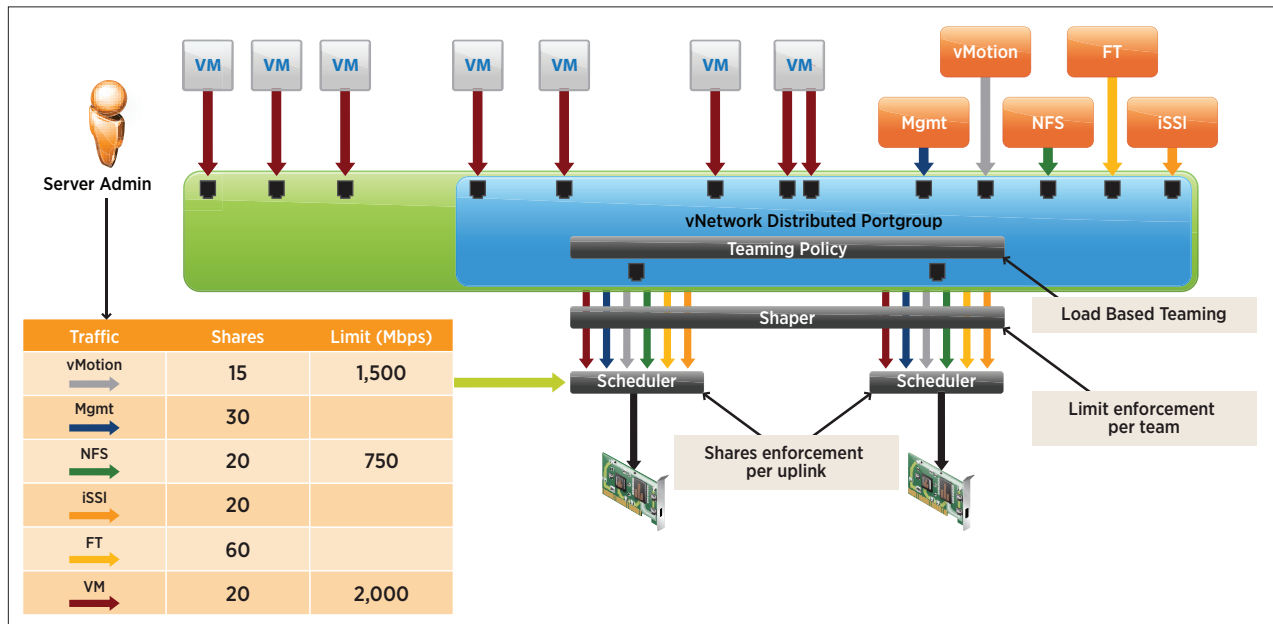 VM
VM
VM
VM
VM
VM
VM
vMotion
FT
Mgmt
NFS
iSSI
Server Admin
vNetwork Distributed Portgroup
Teaming Policy
Shaper
Load Based Teaming
Traffic Shares Limit (Mbps)
vMotion 15 1,500
Mgmt 30
NFS 20 750
iSSI 20
FT 60
VM 20 2,000
Scheduler
Scheduler
Limit enforcement
per team
Shares enforcement
per uplink